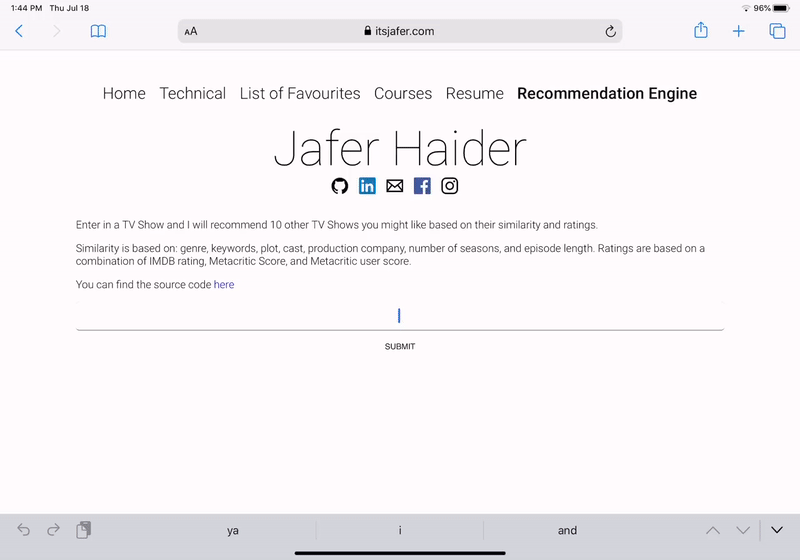 1:44 PM Thu Jul 18
96%
AA
itsjafer.com
Home Technical List of Favourites Courses Resume Recommendation Engine
Jafer Haider
in
f
Enter in a TV Show and I will recommend 10 other TV Shows you might like based on their similarity and ratings.
Similarity is based on: genre, keywords, plot, cast, production company, number of seasons, and episode length. Ratings are based on a
combination of IMDB rating, Metacritic Score, and Metacritic user score.
You can find the source code here
SUBMIT
ya i and